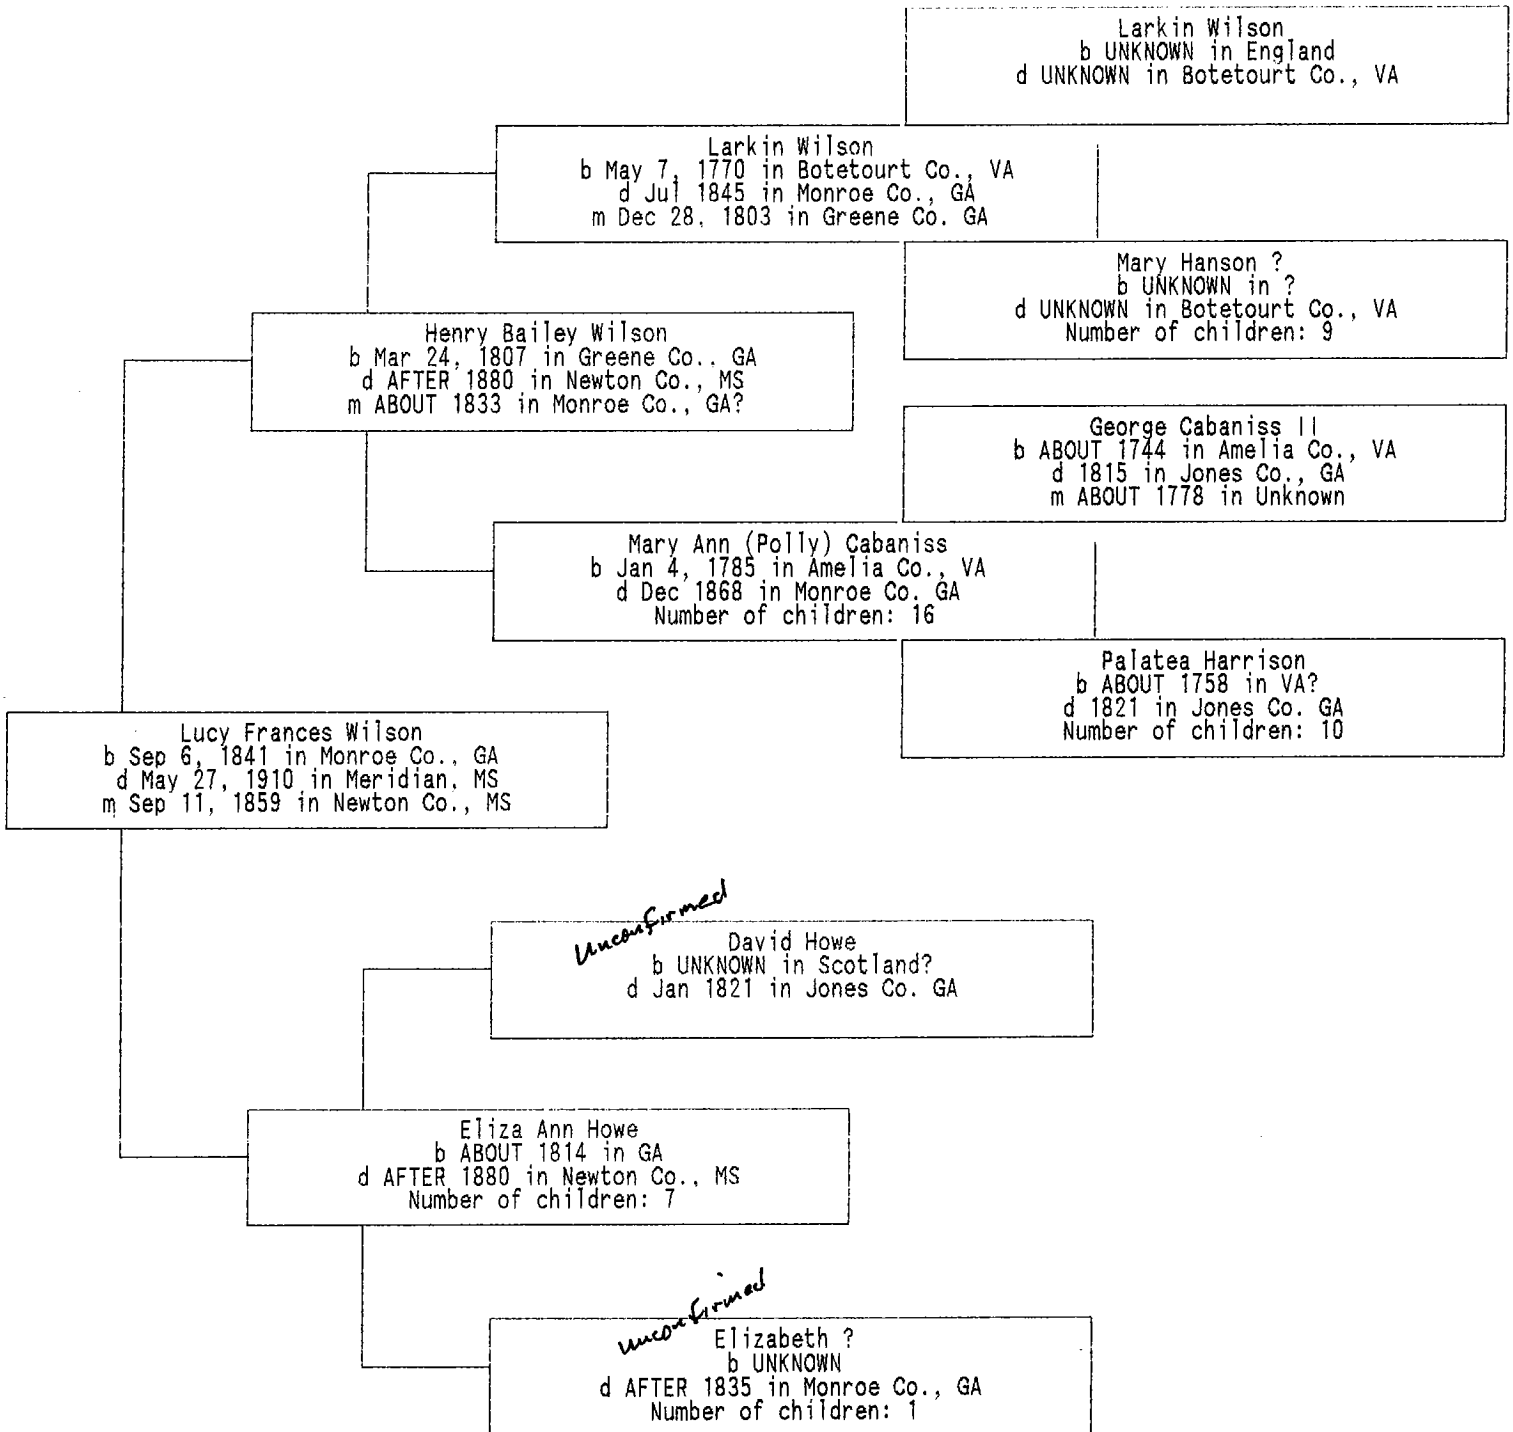 Larkin Wilson
b UNKNOWN in England
d UNKNOWN in Botetourt Co., VA
Larkin Wilson
b May 7, 1770 in Botetourt Co., VA
d Jul 1845 in Monroe Co., GA
m Dec 28, 1803 in Greene Co. GA
Mary Hanson ?
b UNKNOWN in ?
d UNKNOWN in Botetourt Co., VA
Number of children: 9
Henry Bailey Wilson
b Mar 24, 1807 in Greene Co., GA
d AFTER 1880 in Newton Co., MS
m ABOUT 1833 in Monroe Co., GA?
George Cabaniss II
b ABOUT 1744 in Amelia Co., VA
d 1815 in Jones Co., GA
m ABOUT 1778 in Unknown
Mary Ann (Polly) Cabaniss
b Jan 4, 1785 in Amelia Co., VA
d Dec 1868 in Monroe Co. GA
Number of children: 16
Palatea Harrison
b ABOUT 1758 in VA?
d 1821 in Jones Co. GA
Number of children: 10
Lucy Frances Wilson
b Sep 6, 1841 in Monroe Co., GA
d May 27, 1910 in Meridian, MS
m Sep 11, 1859 in Newton Co., MS
Unconfirmed
David Howe
b UNKNOWN in Scotland?
d Jan 1821 in Jones Co. GA
Eliza Ann Howe
b ABOUT 1814 in GA
d AFTER 1880 in Newton Co., MS
Number of children: 7
unconfirmed
Elizabeth ?
b UNKNOWN
d AFTER 1835 in Monroe Co., GA
Number of children: 1